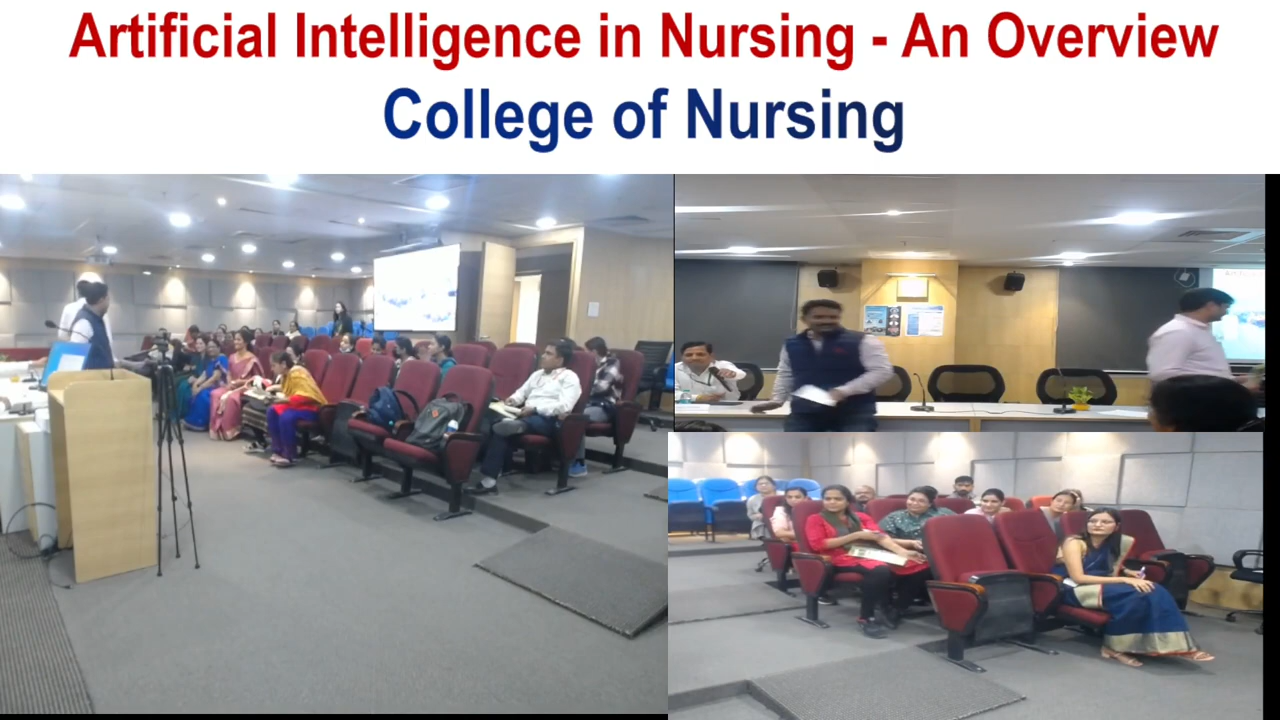 Artificial Intelligence in Nursing - An Overview
College of Nursing